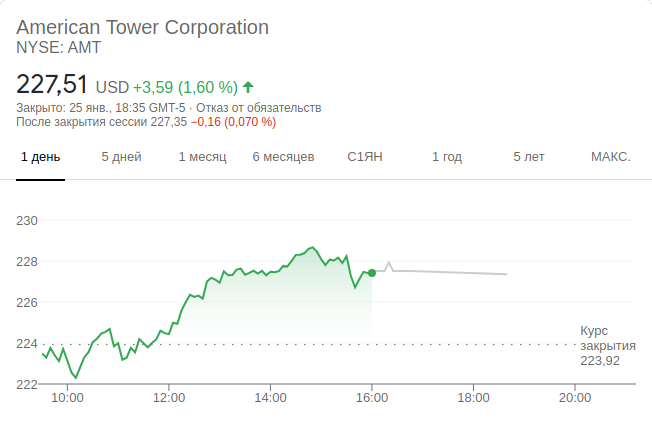 American Tower Corporation
NYSE: AMT
227,51 USD +3,59 (1,60 %)
Закрыто: 25 янв., 18:35 GMT-5 · Отказ от обязательств
После закрытия сессии 227,35 −0,16 (0,070 %)
1 день 5 дней 1 месяц 6 месяцев С1ЯН 1 год 5 лет МАКС.
230
228
226
224
222
Курс
закрытия
223,92
10:00 12:00 14:00 16:00 18:00 20:00